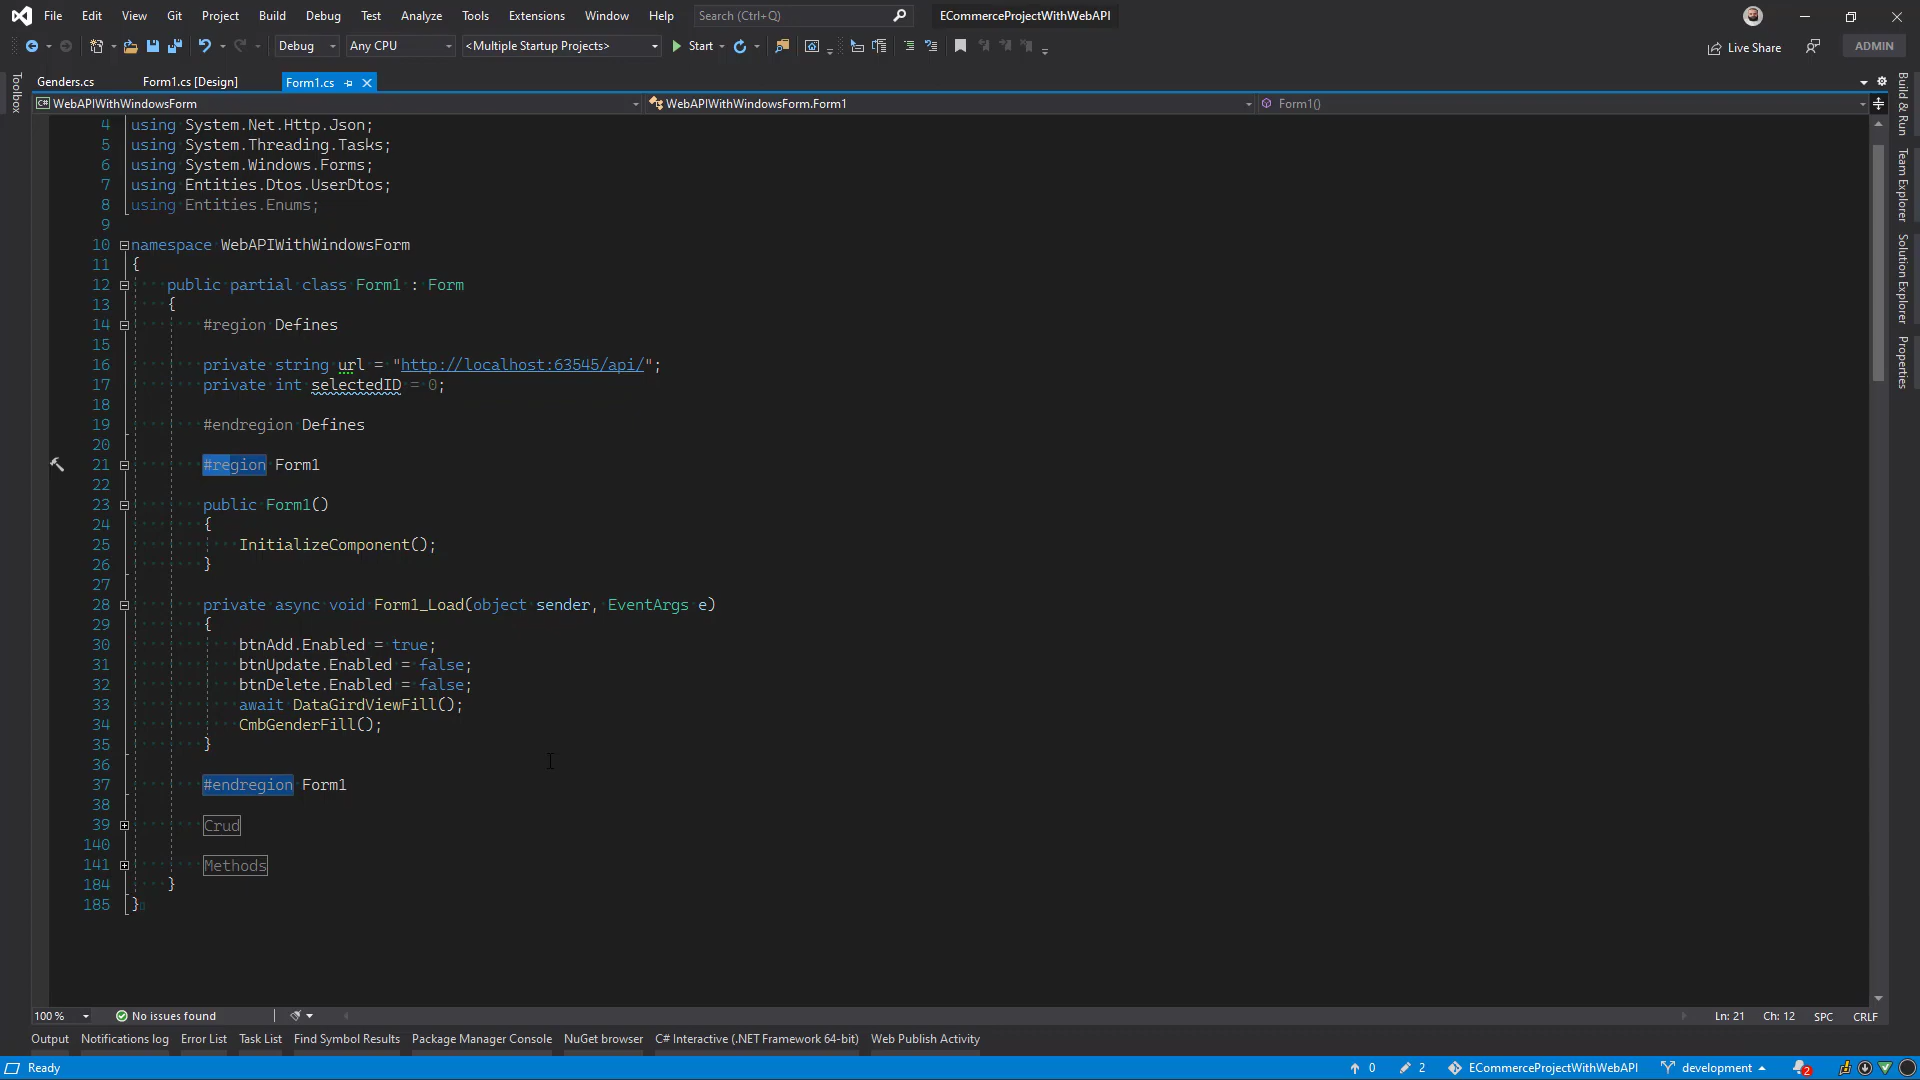 File Edit View Git Project Build Debug Test Analyze Tools Extensions Window Help Search (Ctrl+Q) ECommerceProjectWithWebAPI
Debug Any CPU <Multiple Startup Projects> Start Live Share ADMIN
Toolbox
Genders.cs Form1.cs [Design] Form1.cs
WebAPIWithWindowsForm WebAPIWithWindowsForm.Form1 Form1()
4 using System.Net.Http.Json;
5 using System.Threading.Tasks;
6 using System.Windows.Forms;
7 using Entities.Dtos.UserDtos;
8 using Entities.Enums;
9
10 namespace WebAPIWithWindowsForm
11 {
12 public partial class Form1 : Form
13 {
14 #region Defines
15
16 private string url = "http://localhost:63545/api/";
17 private int selectedID = 0;
18
19 #endregion Defines
20
21 #region Form1
22
23 public Form1()
24 {
25 InitializeComponent();
26 }
27
28 private async void Form1_Load(object sender, EventArgs e)
29 {
30 btnAdd.Enabled = true;
31 btnUpdate.Enabled = false;
32 btnDelete.Enabled = false;
33 await DataGirdViewFill();
34 CmbGenderFill();
35 }
36
37 #endregion Form1
38
39 Crud
140
141 Methods
184 }
185 }
Build & Run
Team Explorer
Solution Explorer
Properties
100 % No issues found Ln: 21 Ch: 12 SPC CRLF
Output Notifications log Error List Task List Find Symbol Results Package Manager Console NuGet browser C# Interactive (.NET Framework 64-bit) Web Publish Activity
Ready 0 2 ECommerceProjectWithWebAPI development 2